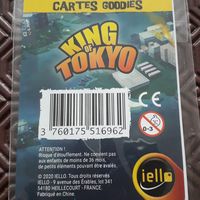 CARTES GOODIES
KING
OF
TOKYO
3 760175 516962
CE
0-3
ATTENTION !
Risque d'étouffement. Ne convient pas
aux enfants de moins de 36 mois,
de petits éléments pouvant être avalés.
© 2020 IELLO. Tous droits réservés
IELLO - 9 avenue des Érables, lot 341
54180 HEILLECOURT - FRANCE
Fabriqué en Chine.
iello